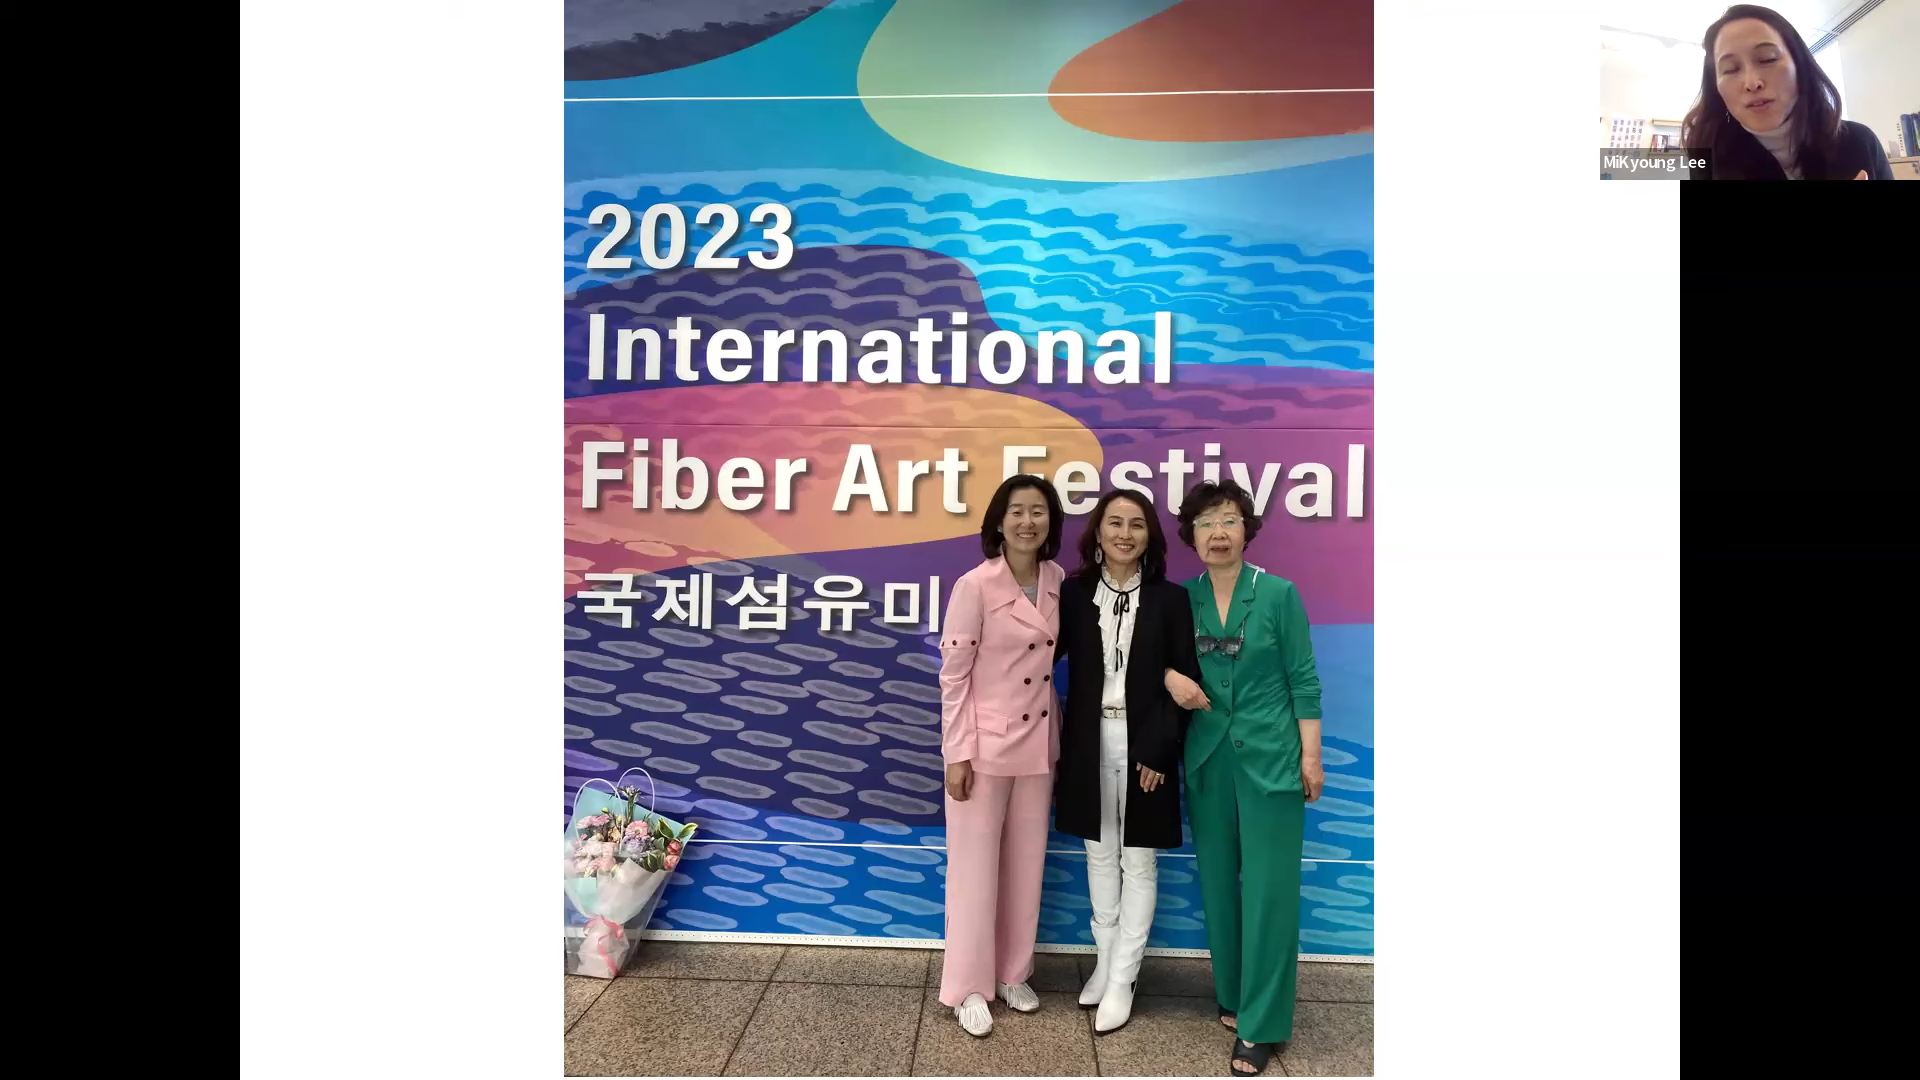 2023
International
Fiber Art Festival
국제섬유미
MiKyoung Lee